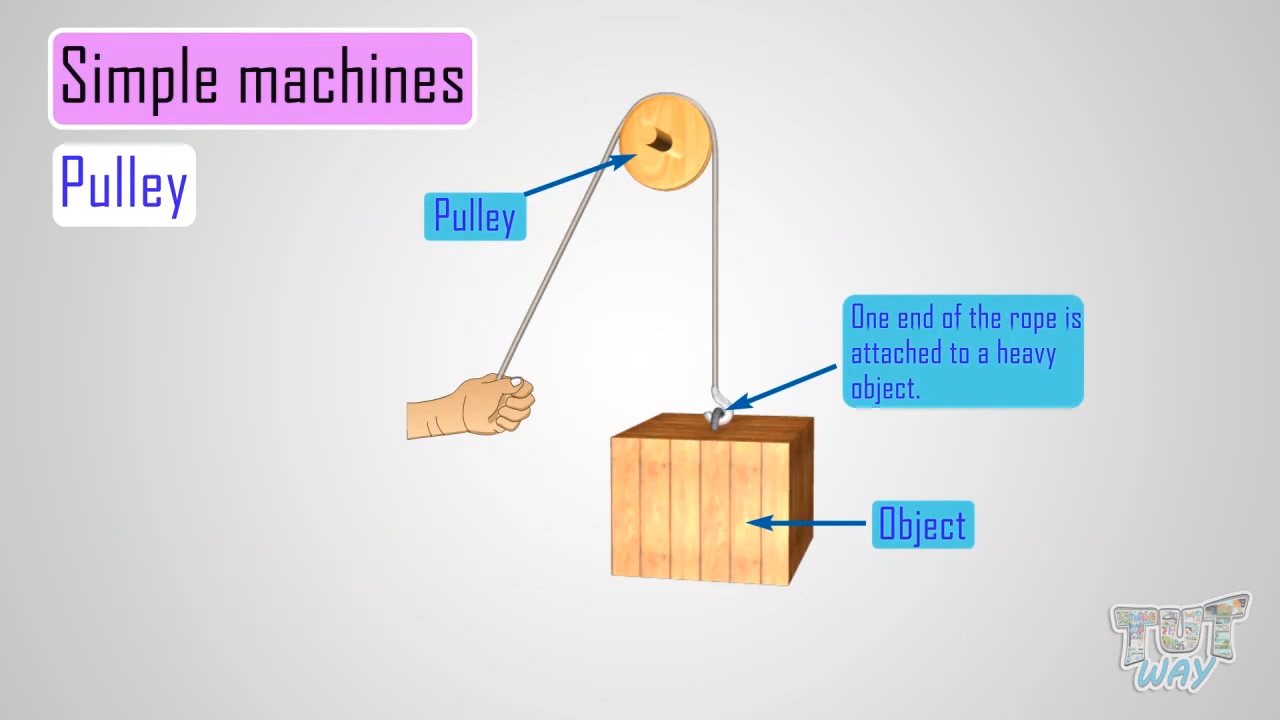 Simple machines
Pulley
Pulley
One end of the rope is
attached to a heavy
object.
Object
TUT
WAY